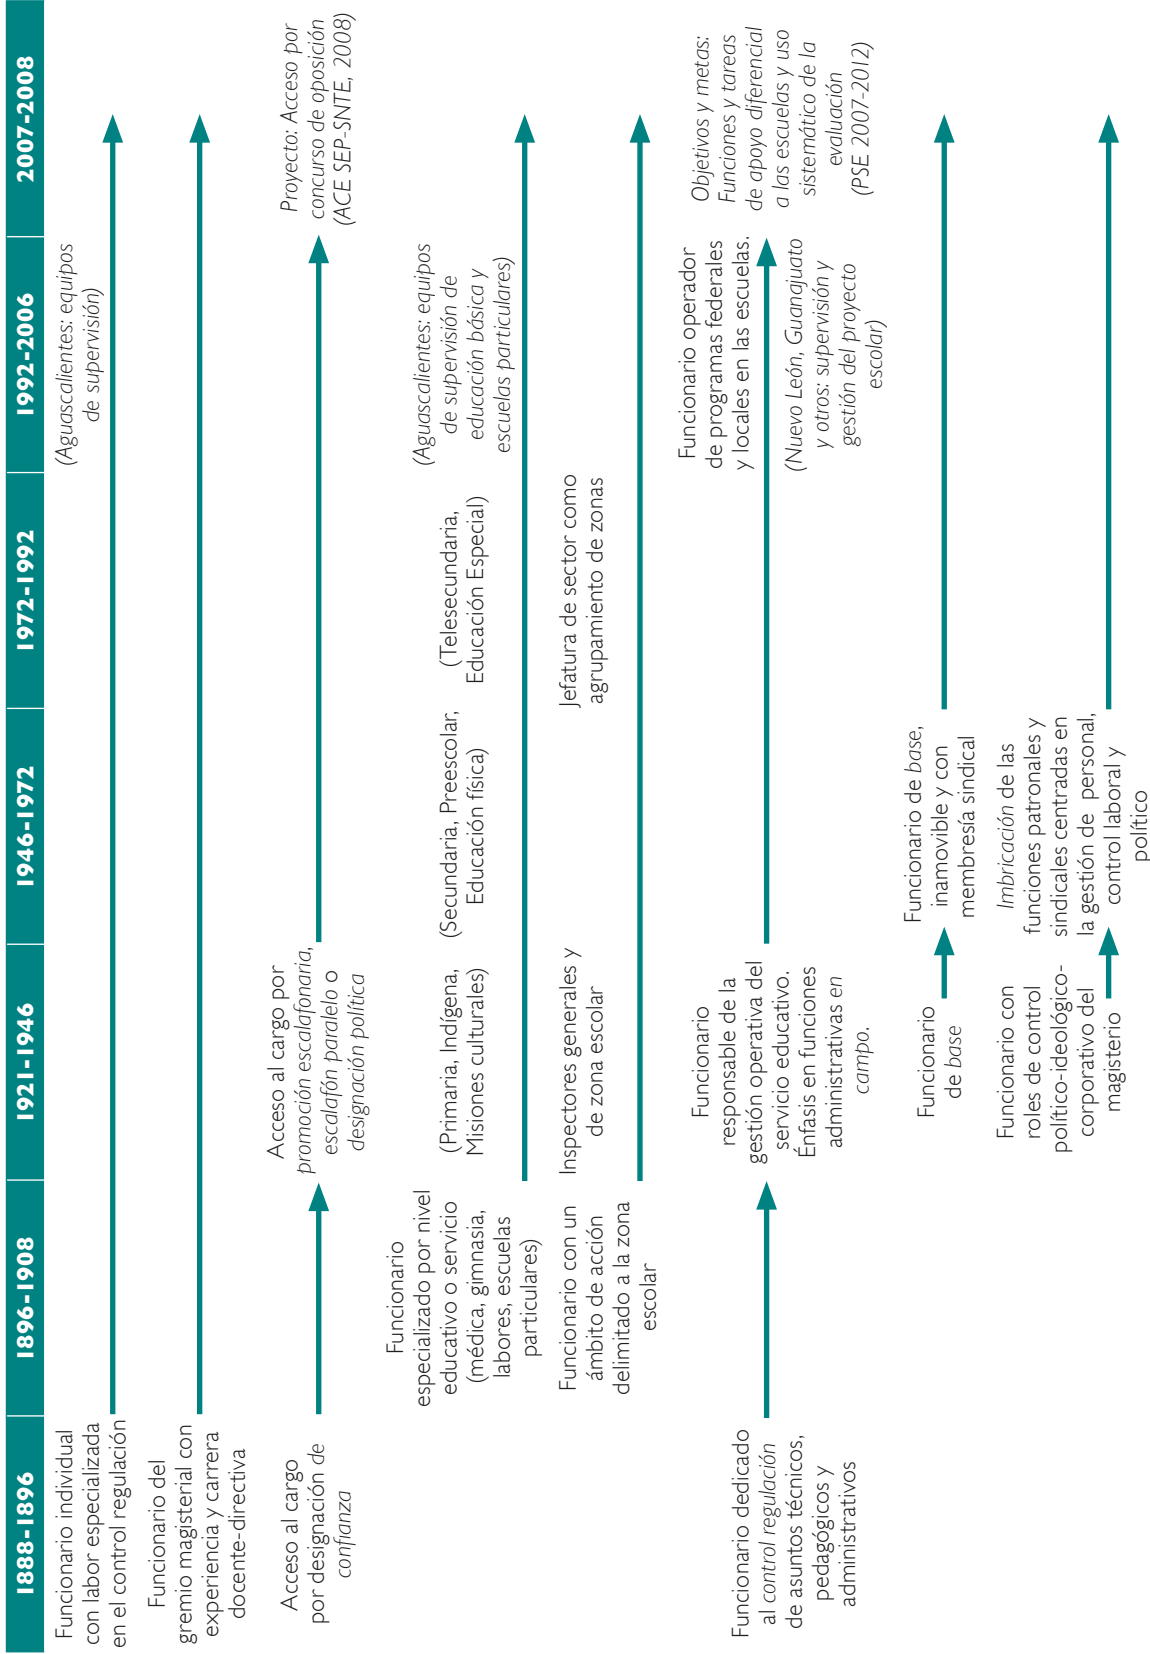 1888-1896
1896-1908
1921-1946
1946-1972
1972-1992
1992-2006
2007-2008
Funcionario individual
con labor especializada
en el control regulación
(Aguascalientes: equipos
de supervisión)
Funcionario del
gremio magisterial con
experiencia y carrera
docente-directiva
Acceso al cargo
por designación de
confianza
Acceso al cargo por
promoción escalafonaria,
escalafón paralelo o
designación política
Proyecto: Acceso por
concurso de oposición
(ACE SEP-SNTE, 2008)
Funcionario
especializado por nivel
educativo o servicio
(médica, gimnasia,
labores, escuelas
particulares)
(Primaria, Indígena,
Misiones culturales)
(Secundaria, Preescolar,
Educación física)
(Telesecundaria,
Educación Especial)
(Aguascalientes: equipos
de supervisión de
educación básica y
escuelas particulares)
Funcionario con un
ámbito de acción
delimitado a la zona
escolar
Inspectores generales y
de zona escolar
Jefatura de sector como
agrupamiento de zonas
Funcionario dedicado
al control regulación
de asuntos técnicos,
pedagógicos y
administrativos
Funcionario
responsable de la
gestión operativa del
servicio educativo.
Énfasis en funciones
administrativas en
campo.
Funcionario operador
de programas federales
y locales en las escuelas.
(Nuevo León, Guanajuato
y otros: supervisión y
gestión del proyecto
escolar)
Objetivos y metas:
Funciones y tareas
de apoyo diferencial
a las escuelas y uso
sistemático de la
evaluación
(PSE 2007-2012)
Funcionario
de base
Funcionario de base,
inamovible y con
membresía sindical
Funcionario con
roles de control
político-ideológico-
corporativo del
magisterio
Imbricación de las
funciones patronales y
sindicales centradas en
la gestión de personal,
control laboral y
político